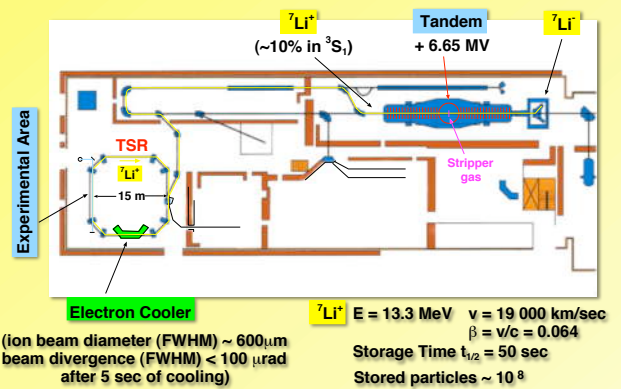 ⁷Li⁺
(~10% in ³S₁)
Tandem
+ 6.65 MV
⁷Li⁻
Experimental Area
TSR
⁷Li⁺
15 m
Stripper
gas
Electron Cooler
(ion beam diameter (FWHM) ~ 600μm
beam divergence (FWHM) < 100 μrad
after 5 sec of cooling)
⁷Li⁺ E = 13.3 MeV v = 19 000 km/sec
β = v/c = 0.064
Storage Time t₁/₂ = 50 sec
Stored particles ~ 10⁸